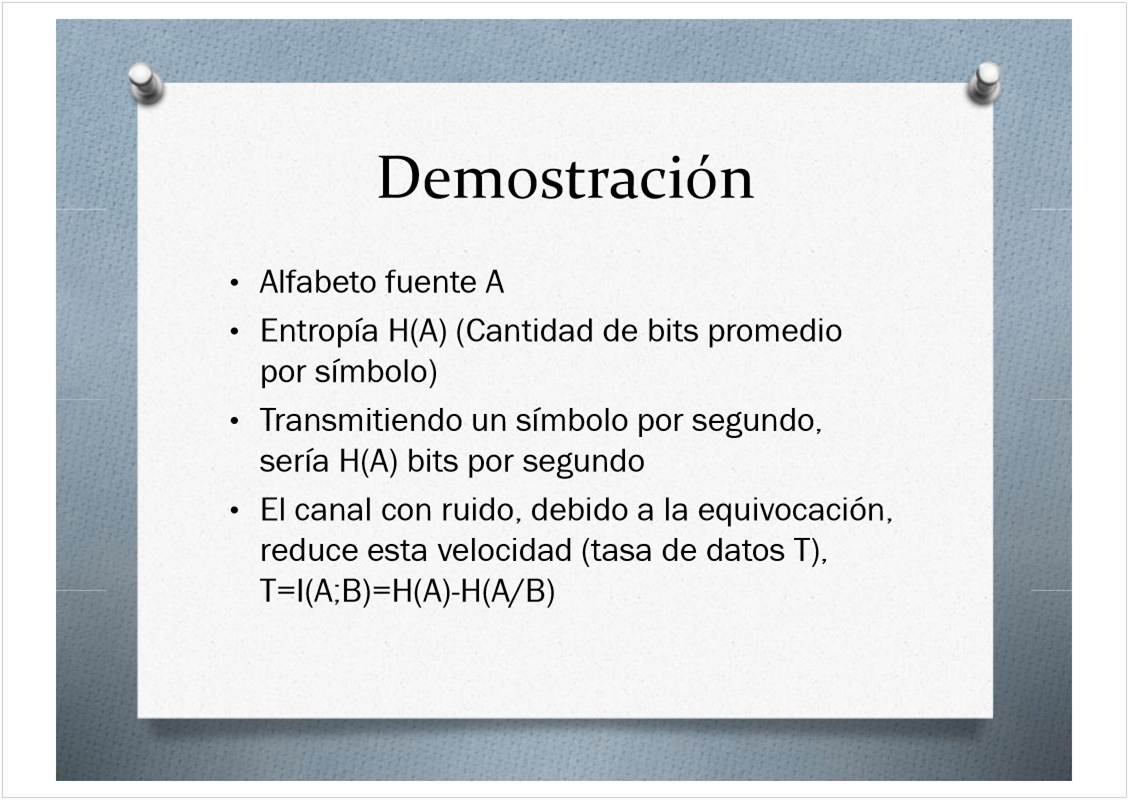 Demostración
• Alfabeto fuente A
• Entropía H(A) (Cantidad de bits promedio
por símbolo)
• Transmitiendo un símbolo por segundo,
sería H(A) bits por segundo
• El canal con ruido, debido a la equivocación,
reduce esta velocidad (tasa de datos T),
T=I(A;B)=H(A)-H(A/B)